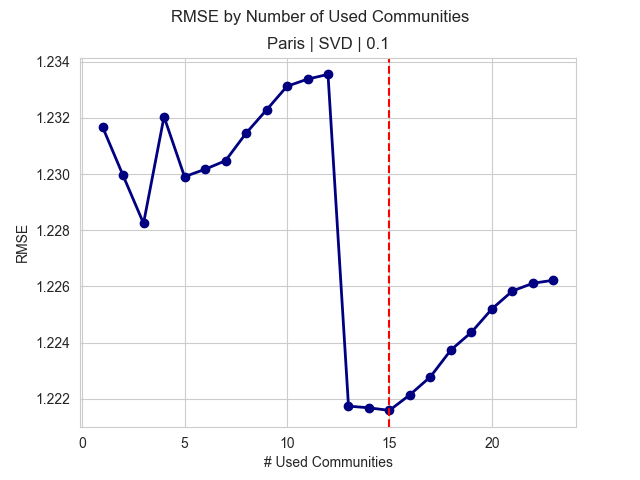 RMSE by Number of Used Communities
Paris | SVD | 0.1
1.234
1.232
1.230
1.228
1.226
1.224
1.222
RMSE
0 5 10 15 20
# Used Communities